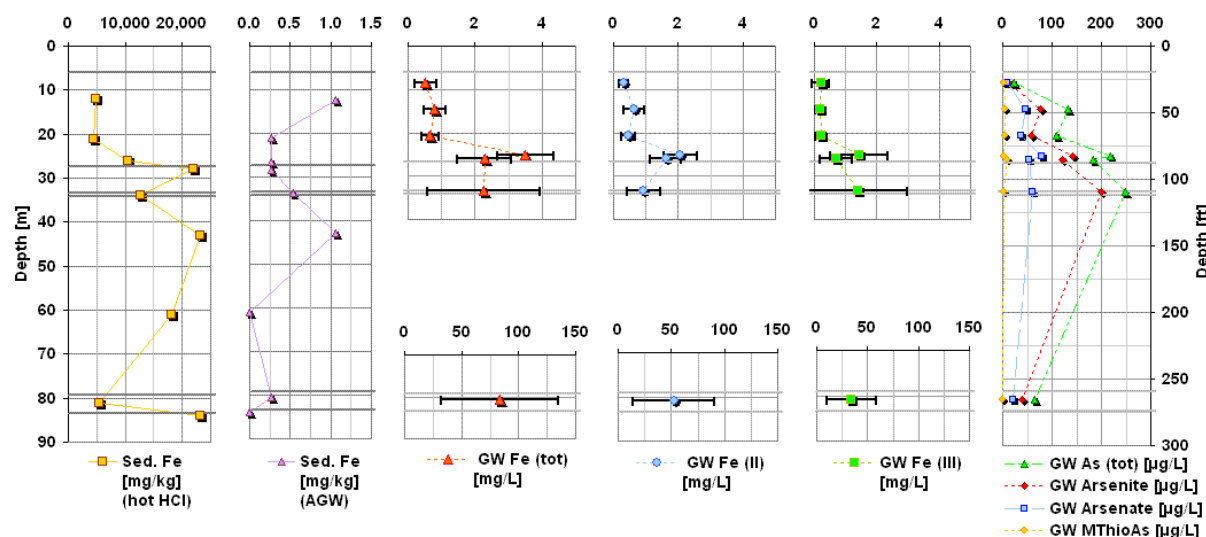 0 10,000 20,000
0 0.5 1.0 1.5
0 2 4
0 2 4
0 2 4
0 100 200 300
Depth [m]
0
10
20
30
40
50
60
70
80
90
0
50
100
150
200
250
300
Depth [ft]
0 50 100 150
0 50 100 150
0 50 100 150
Sed. Fe
[mg/kg]
(hot HCl)
Sed. Fe
[mg/kg]
(AGW)
GW Fe (tot)
[mg/L]
GW Fe (II)
[mg/L]
GW Fe (III)
[mg/L]
GW As (tot) [µg/L]
GW Arsenite [µg/L]
GW Arsenate [µg/L]
GW MThioAs [µg/L]